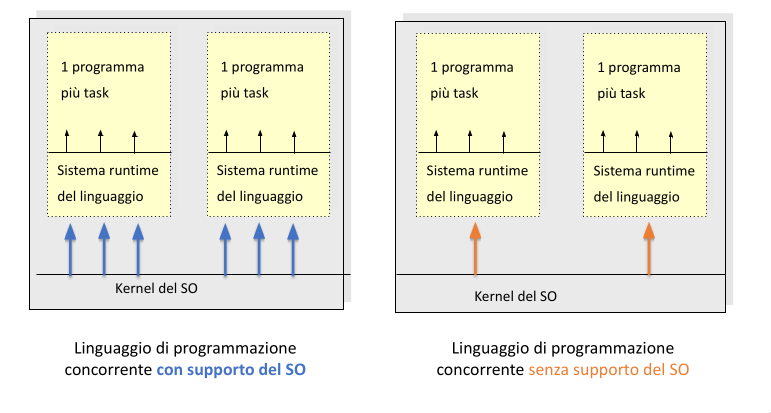 1 programma
più task
Sistema runtime
del linguaggio
1 programma
più task
Sistema runtime
del linguaggio
Kernel del SO
Linguaggio di programmazione
concorrente con supporto del SO
1 programma
più task
Sistema runtime
del linguaggio
1 programma
più task
Sistema runtime
del linguaggio
Kernel del SO
Linguaggio di programmazione
concorrente senza supporto del SO